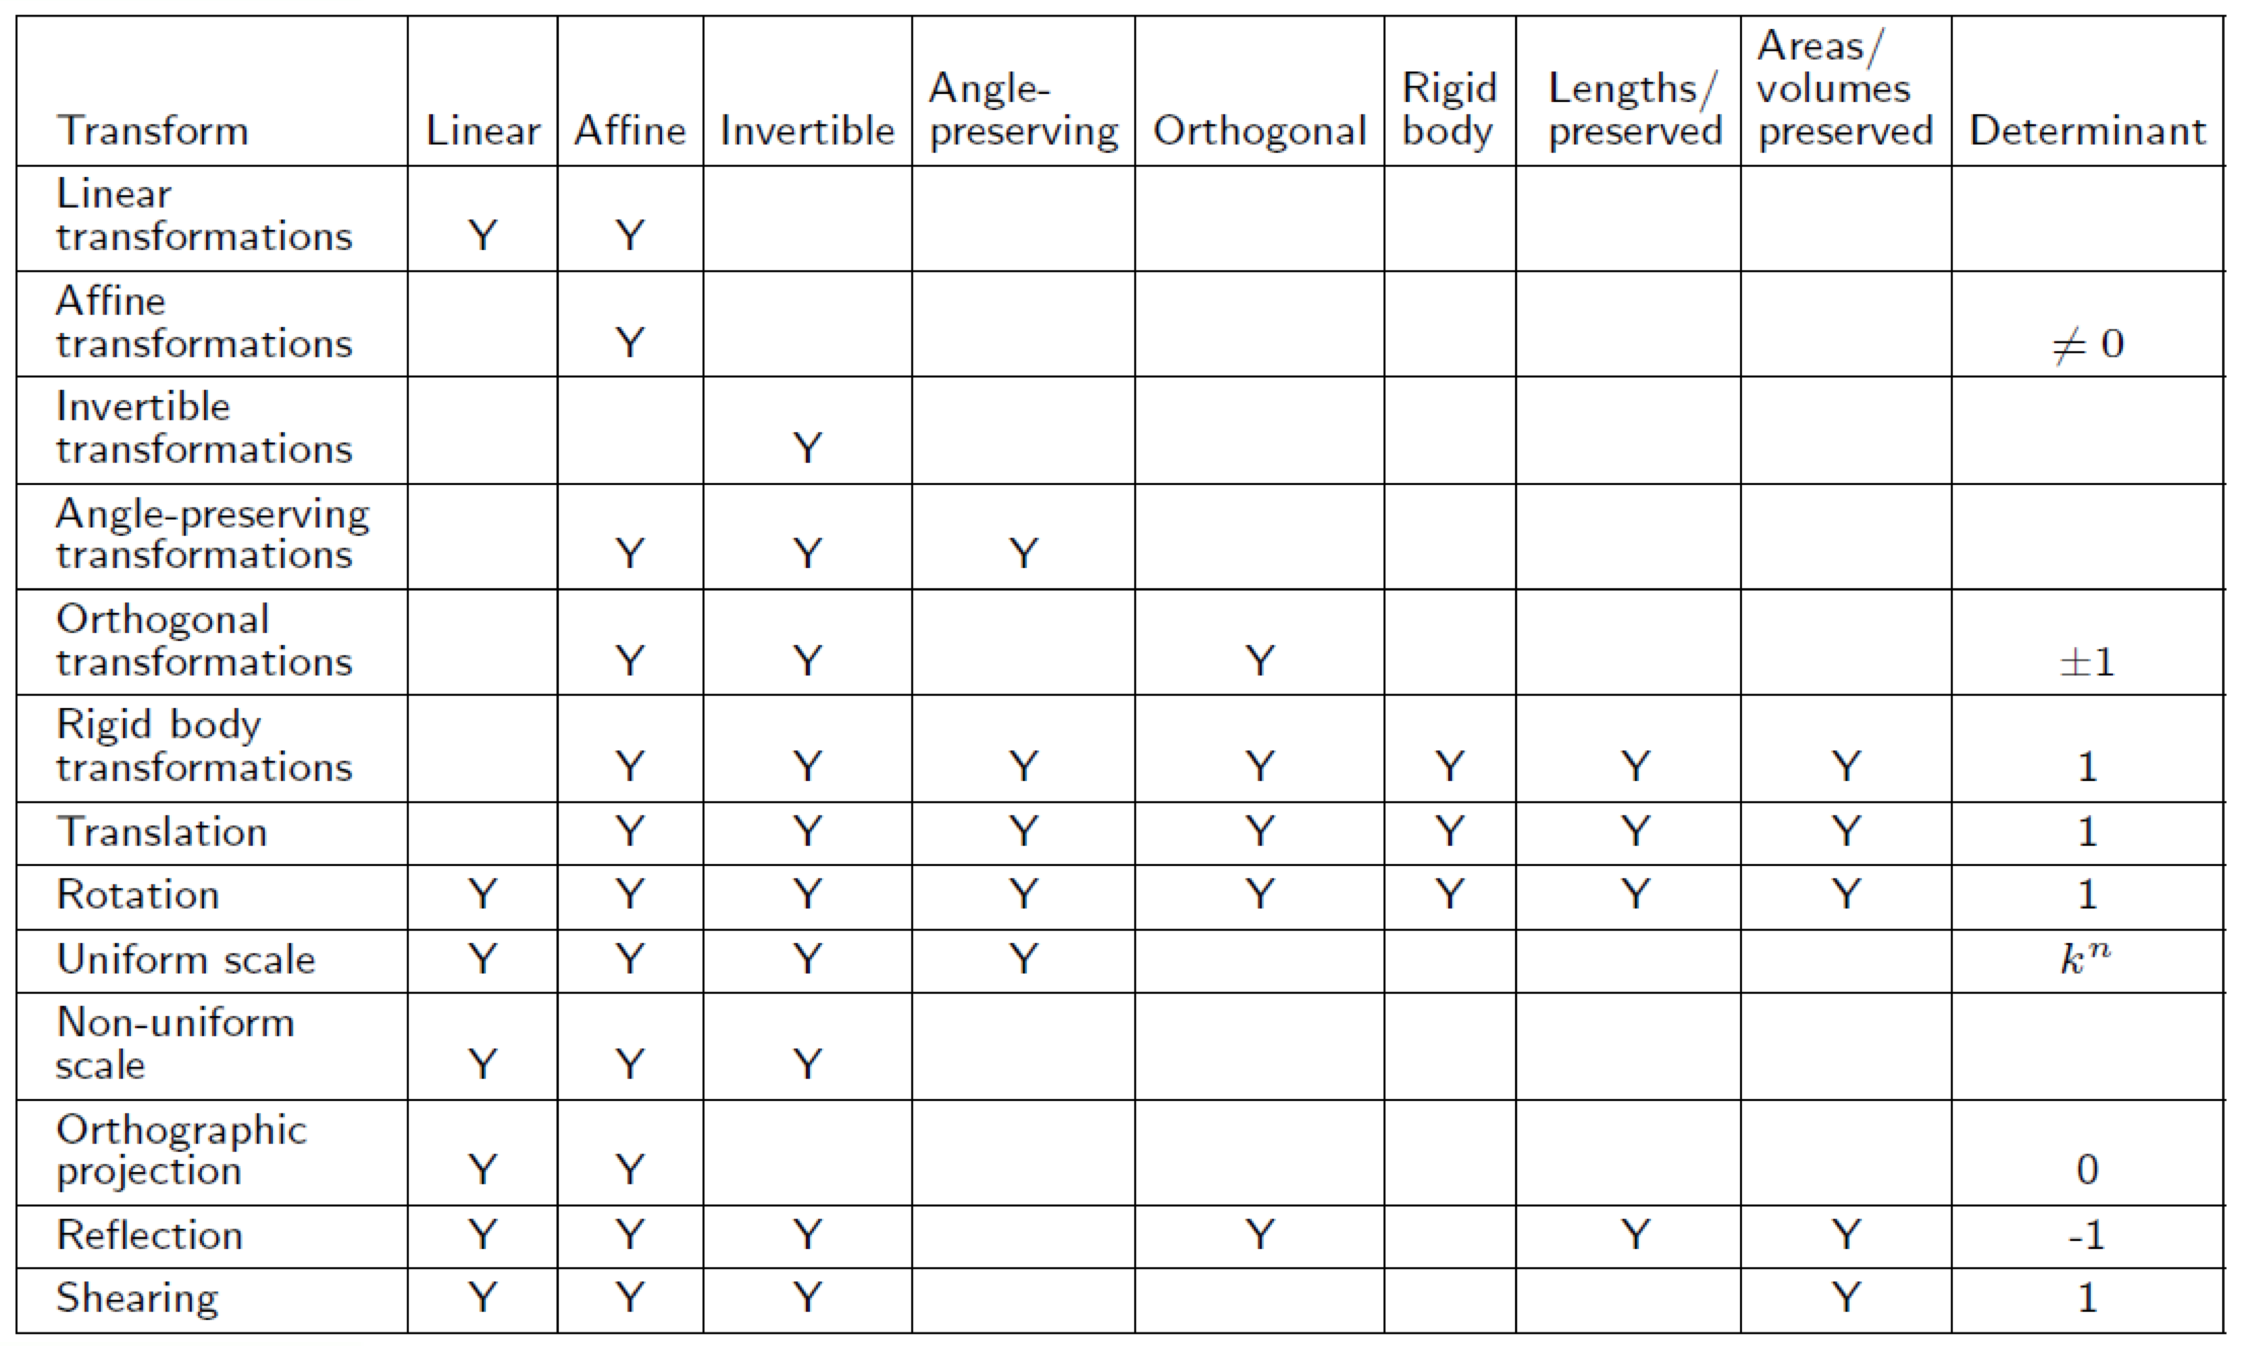 Transform Linear Affine Invertible Angle-preserving Orthogonal Rigid body Lengths/ preserved Areas/ volumes preserved Determinant
Linear
transformations Y Y
Affine
transformations Y ≠ 0
Invertible
transformations Y
Angle-preserving
transformations Y Y Y
Orthogonal
transformations Y Y Y ±1
Rigid body
transformations Y Y Y Y Y Y Y 1
Translation Y Y Y Y Y Y Y 1
Rotation Y Y Y Y Y Y Y Y 1
Uniform scale Y Y Y Y kⁿ
Non-uniform
scale Y Y Y
Orthographic
projection Y Y 0
Reflection Y Y Y Y Y Y -1
Shearing Y Y Y Y 1